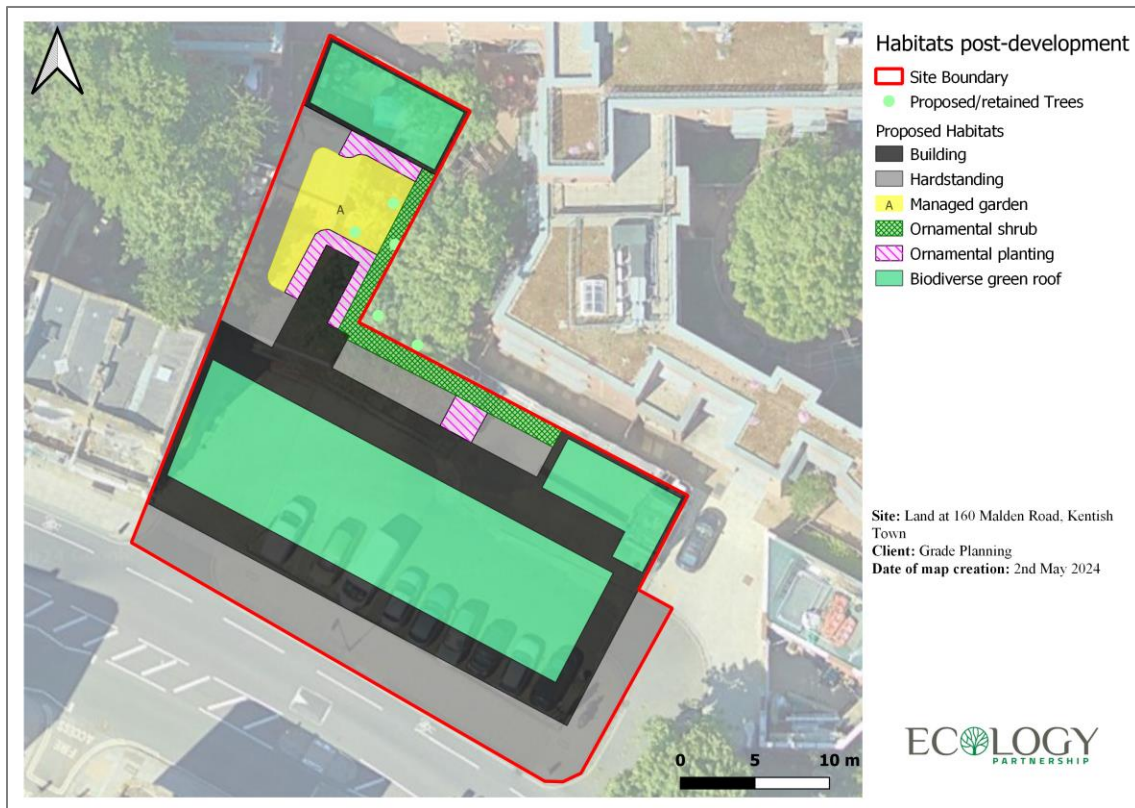 Habitats post-development
Site Boundary
Proposed/retained Trees
Proposed Habitats
Building
Hardstanding
A Managed garden
Ornamental shrub
Ornamental planting
Biodiverse green roof
A
Site: Land at 160 Malden Road, Kentish
Town
Client: Grade Planning
Date of map creation: 2nd May 2024
FIRE
ACCESS
0 5 10 m
ECOLOGY
PARTNERSHIP